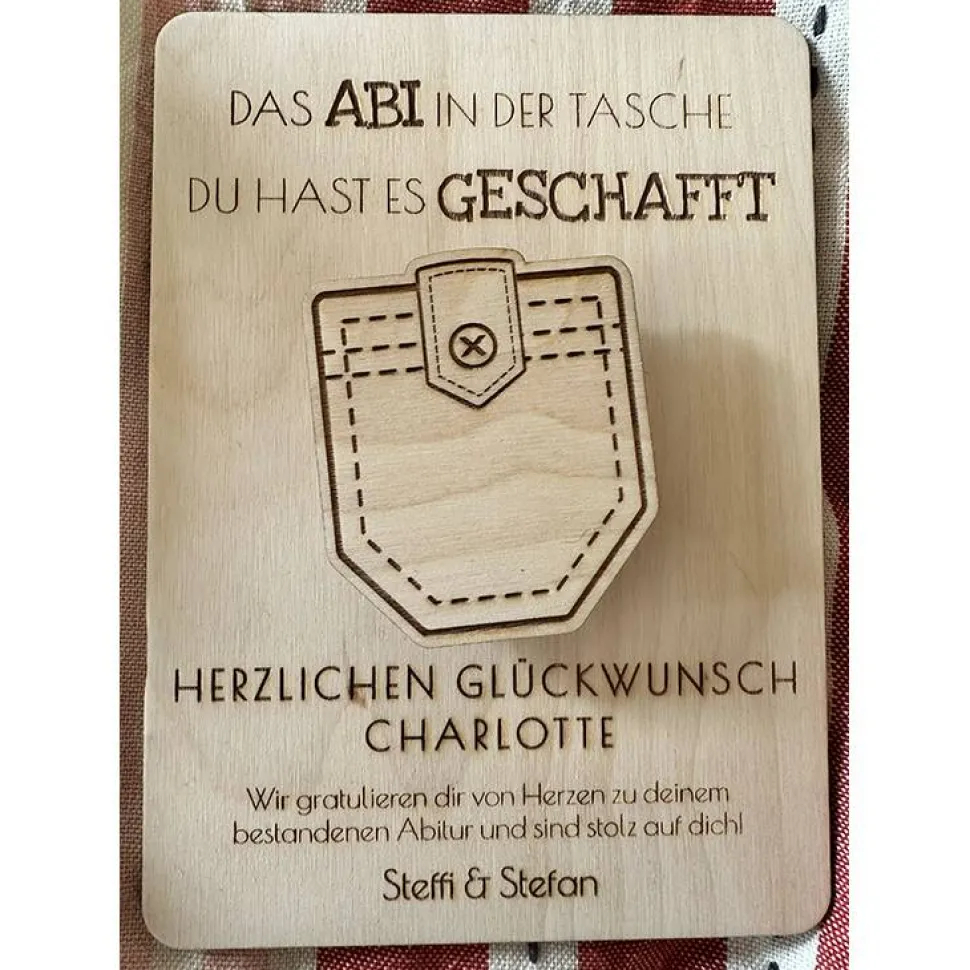 DAS ABI IN DER TASCHE
DU HAST ES GESCHAFFT
HERZLICHEN GLÜCKWUNSCH
CHARLOTTE
Wir gratulieren dir von Herzen zu deinem
bestandenen Abitur und sind stolz auf dich!
Steffi & Stefan